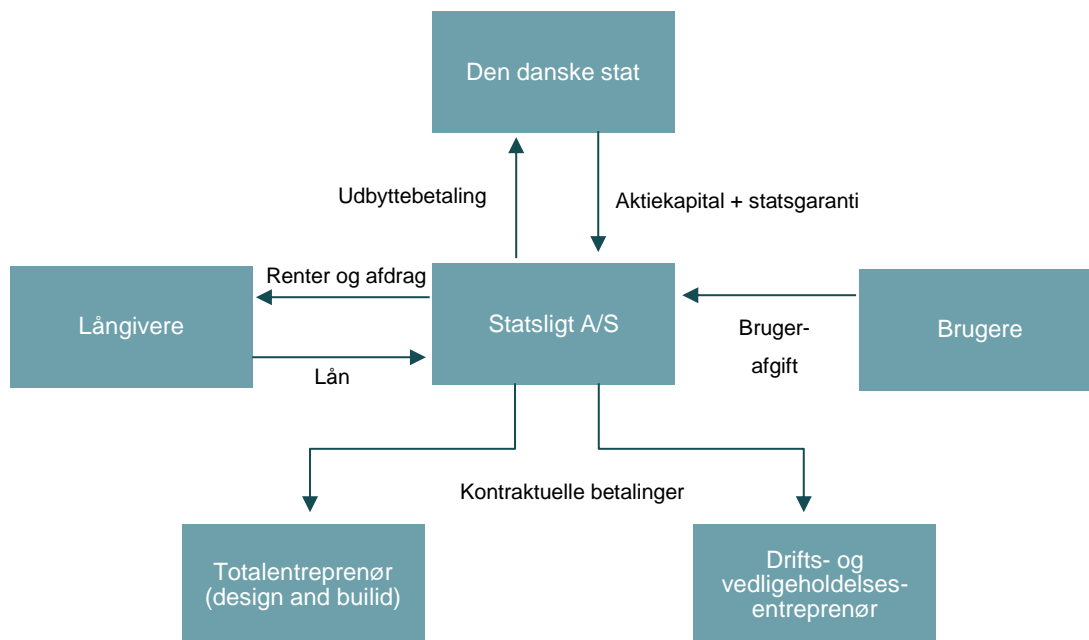 Den danske stat
Udbyttebetaling
Aktiekapital + statsgaranti
Renter og afdrag
Långivere
Statsligt A/S
Bruger-
afgift
Brugere
Lån
Kontraktuelle betalinger
Totalentreprenør
(design and builid)
Drifts- og
vedligeholdelses-
entreprenør